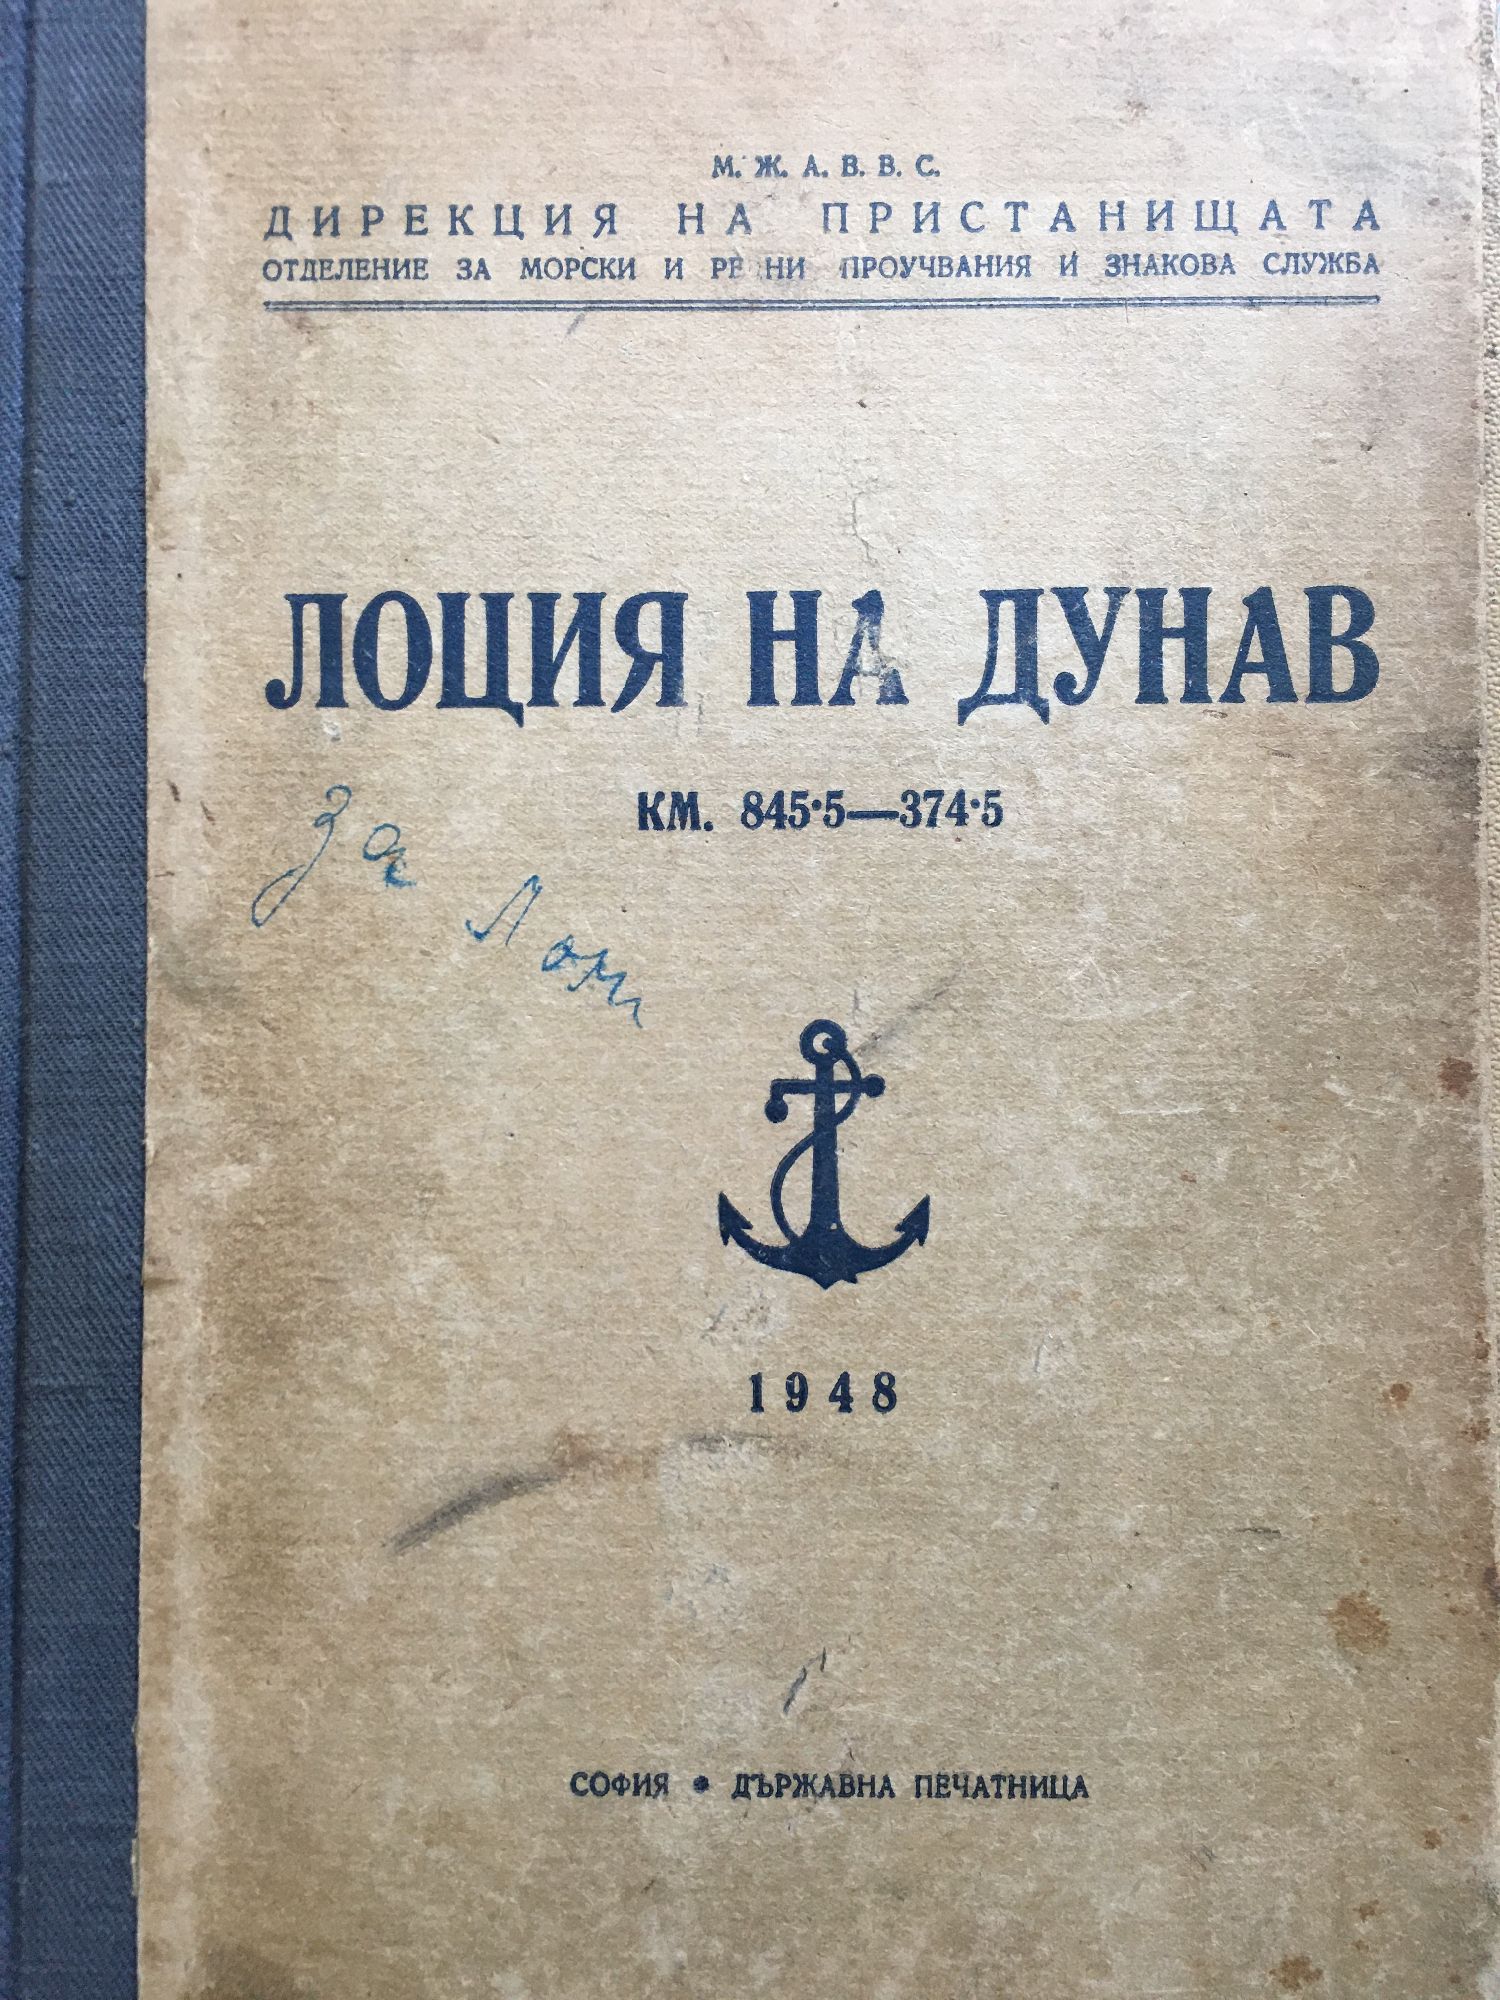 М. Ж. А. В. В. С.
ДИРЕКЦИЯ НА ПРИСТАНИЩАТА
ОТДЕЛЕНИЕ ЗА МОРСКИ И РЕЧНИ ПРОУЧВАНИЯ И ЗНАКОВА СЛУЖБА
ЛОЦИЯ НА ДУНАВ
КМ. 845·5—374·5
За Лом
1948
СОФИЯ • ДЪРЖАВНА ПЕЧАТНИЦА